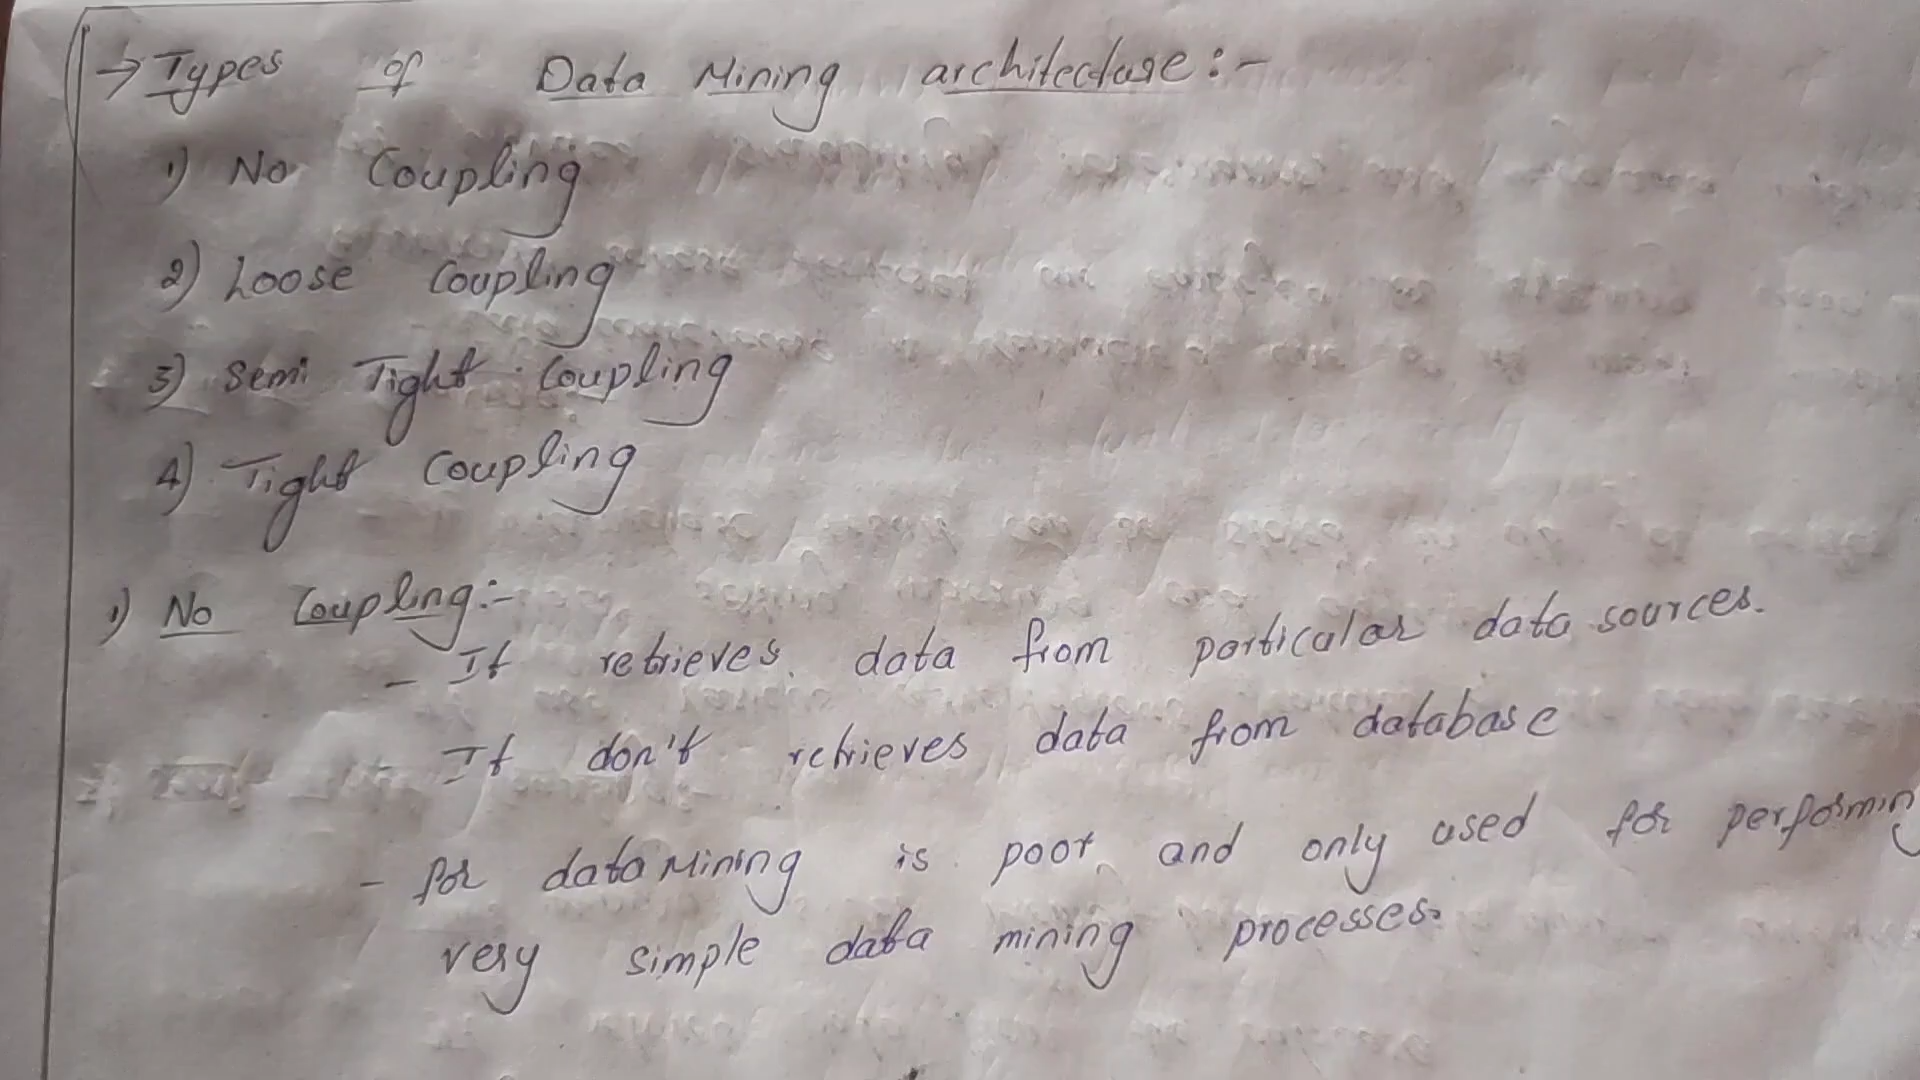 → Types of Data Mining architecture:-
1) No Coupling
2) Loose Coupling
3) Semi Tight Coupling
4) Tight Coupling
1) No Coupling:-
- It retrieves data from particular data sources.
- It don't retrieves data from database
- for data Mining is poor and only used for performing
very simple data mining processes.